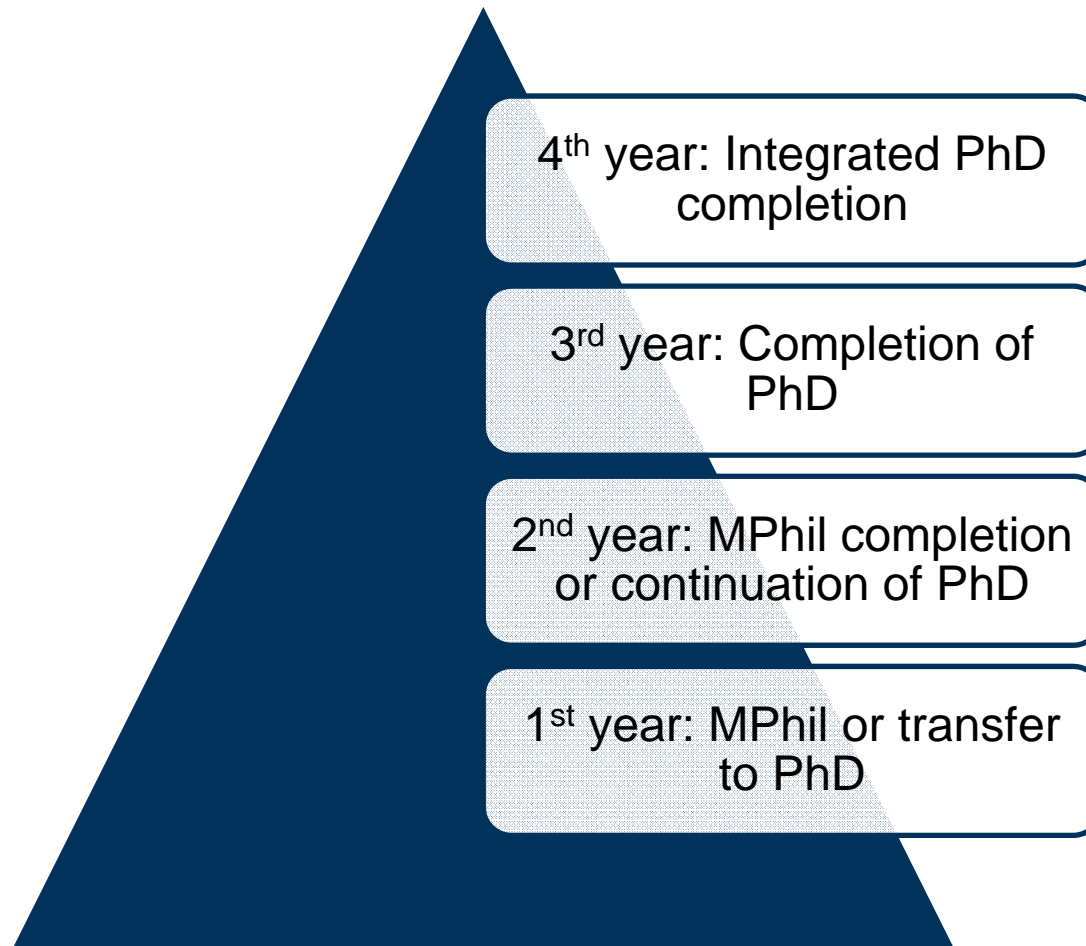 4th year: Integrated PhD
completion
3rd year: Completion of
PhD
2nd year: MPhil completion
or continuation of PhD
1st year: MPhil or transfer
to PhD